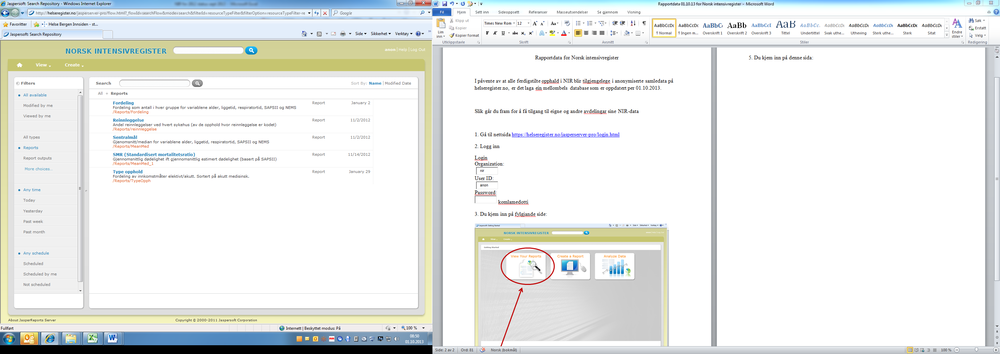 Jaspersoft: Search Repository - Windows Internet Explorer
http://helseregister.no/jasperserver-pro/flow.html?_flowId=searchFlow&mode=search&filterId=resourceTypeFilter&filterOption=resourceTypeFilter-re
Google
Favoritter
Helse Bergen Innsiden - st...
Jaspersoft: Search Repository
Side
Sikkerhet
Verktøy
NORSK INTENSIVREGISTER
anon | Help | Log Out
View
Create
Filters
All available
Modified by me
Viewed by me
All types
Reports
Report outputs
More choices...
Any time
Today
Yesterday
Past week
Past month
Any schedule
Scheduled
Scheduled by me
Not scheduled
Search
Sort By: Name | Modified Date
All + Reports
Fordeling Report January 2
Fordeling som antall i hver gruppe for variablene alder, liggetid, respiratortid, SAPSII og NEMS
/Reports/Fordeling
Reinnleggelse Report 11/2/2012
Andel reinnleggelser ved hvert sykehus (av de opphold hvor reinnleggelse er kodet)
/Reports/reinnleggelse
Sentralmål Report 11/2/2012
Gjenomsnitt/median for variablene alder, liggetid, respiratortid, SAPSII og NEMS
/Reports/MeanMed
SMR (Standardisert mortalitetsratio) Report 11/14/2012
Gjennomsnittlig dødelighet ift gjennomsnittlig estimert dødelighet (basert på SAPSII)
/Reports/MeanMed_1
Type opphold Report January 29
Fordeling av innkomstmåter elektivt/akutt. Sortert på akutt medisinsk.
/Reports/TypeOpph
About JasperReports Server
Copyright © 2000-2011 Jaspersoft Corporation
Fullført
Internett | Beskyttet modus: På
100 %
08:50
01.10.2013
Rapportdata 01.10.13 for Norsk intensivregister - Microsoft Word
Fil
Hjem
Sett inn
Sideoppsett
Referanser
Masseutsendelser
Se gjennom
Visning
Lim inn
Klipp ut
Kopier
Kopier format
Utklippstavle
Times New Rom
12
F K U abc
Skrift
Avsnitt
AaBbCcDc
¶ Normal
AaBbCcDc
¶ Ingen m...
AaBbC
Overskrift 1
AaBb
Overskrift 2
AaBbCcI
Overskrift 3
AaB
Tittel
AaBbCc.
Undertittel
AaBbCcDc
Svak uthe...
AaBbCcDc
Utheving
AaBbCcDc
Sterk uthe...
AaBbCcDc
Sterk
AaBbCcDc
Sitat
Stiler
Endre stiler
Søk
Erstatt
Velg
Redigering
Rapportdata for Norsk intensivregister
I påvente av at alle ferdigstilte opphald i NIR blir tilgjengelege i anonymiserte samledata på
helseregister.no, er det laga ein mellombels database som er oppdatert per 01.10.2013.
Slik går du fram for å få tilgang til eigne og andre avdelingar sine NIR-data
1. Gå til nettsida https://helseregister.no/jasperserver-pro/login.html
2. Logg inn
Login
Organization:
nir
User ID:
anon
Password:
komlamedotti
3. Du kjem inn på fylgjande side:
Jaspersoft: Getting Started
Side
Sikkerhet
Verktøy
NORSK INTENSIVREGISTER
View
Create
Getting Started
View Your Reports
Create a Report
Analyze Data
5. Du kjem inn på denne sida:
Side: 2 av 2
Ord: 81
Norsk (bokmål)
100 %